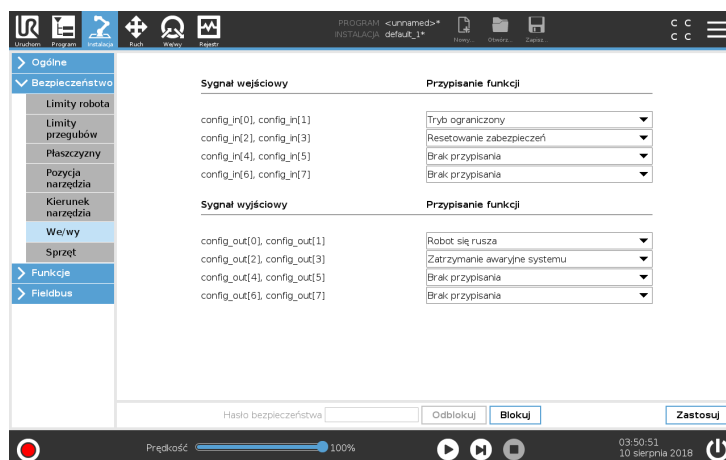 UR
PROGRAM <unnamed>*
INSTALACJA default_1*
Uruchom Program Instalacja Ruch We/wy Rejestr Nowy... Otwórz... Zapisz...
C C
C C
Ogólne
Bezpieczeństwo
Limity robota
Limity przegubów
Płaszczyzny
Pozycja narzędzia
Kierunek narzędzia
We/wy
Sprzęt
Funkcje
Fieldbus
Sygnał wejściowy Przypisanie funkcji
config_in[0], config_in[1] Tryb ograniczony
config_in[2], config_in[3] Resetowanie zabezpieczeń
config_in[4], config_in[5] Brak przypisania
config_in[6], config_in[7] Brak przypisania
Sygnał wyjściowy Przypisanie funkcji
config_out[0], config_out[1] Robot się rusza
config_out[2], config_out[3] Zatrzymanie awaryjne systemu
config_out[4], config_out[5] Brak przypisania
config_out[6], config_out[7] Brak przypisania
Hasło bezpieczeństwa Odblokuj Blokuj Zastosuj
Prędkość 100%
03:50:51
10 sierpnia 2018